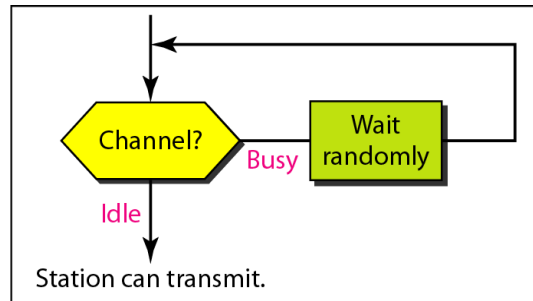 Channel?
Busy
Wait
randomly
Idle
Station can transmit.